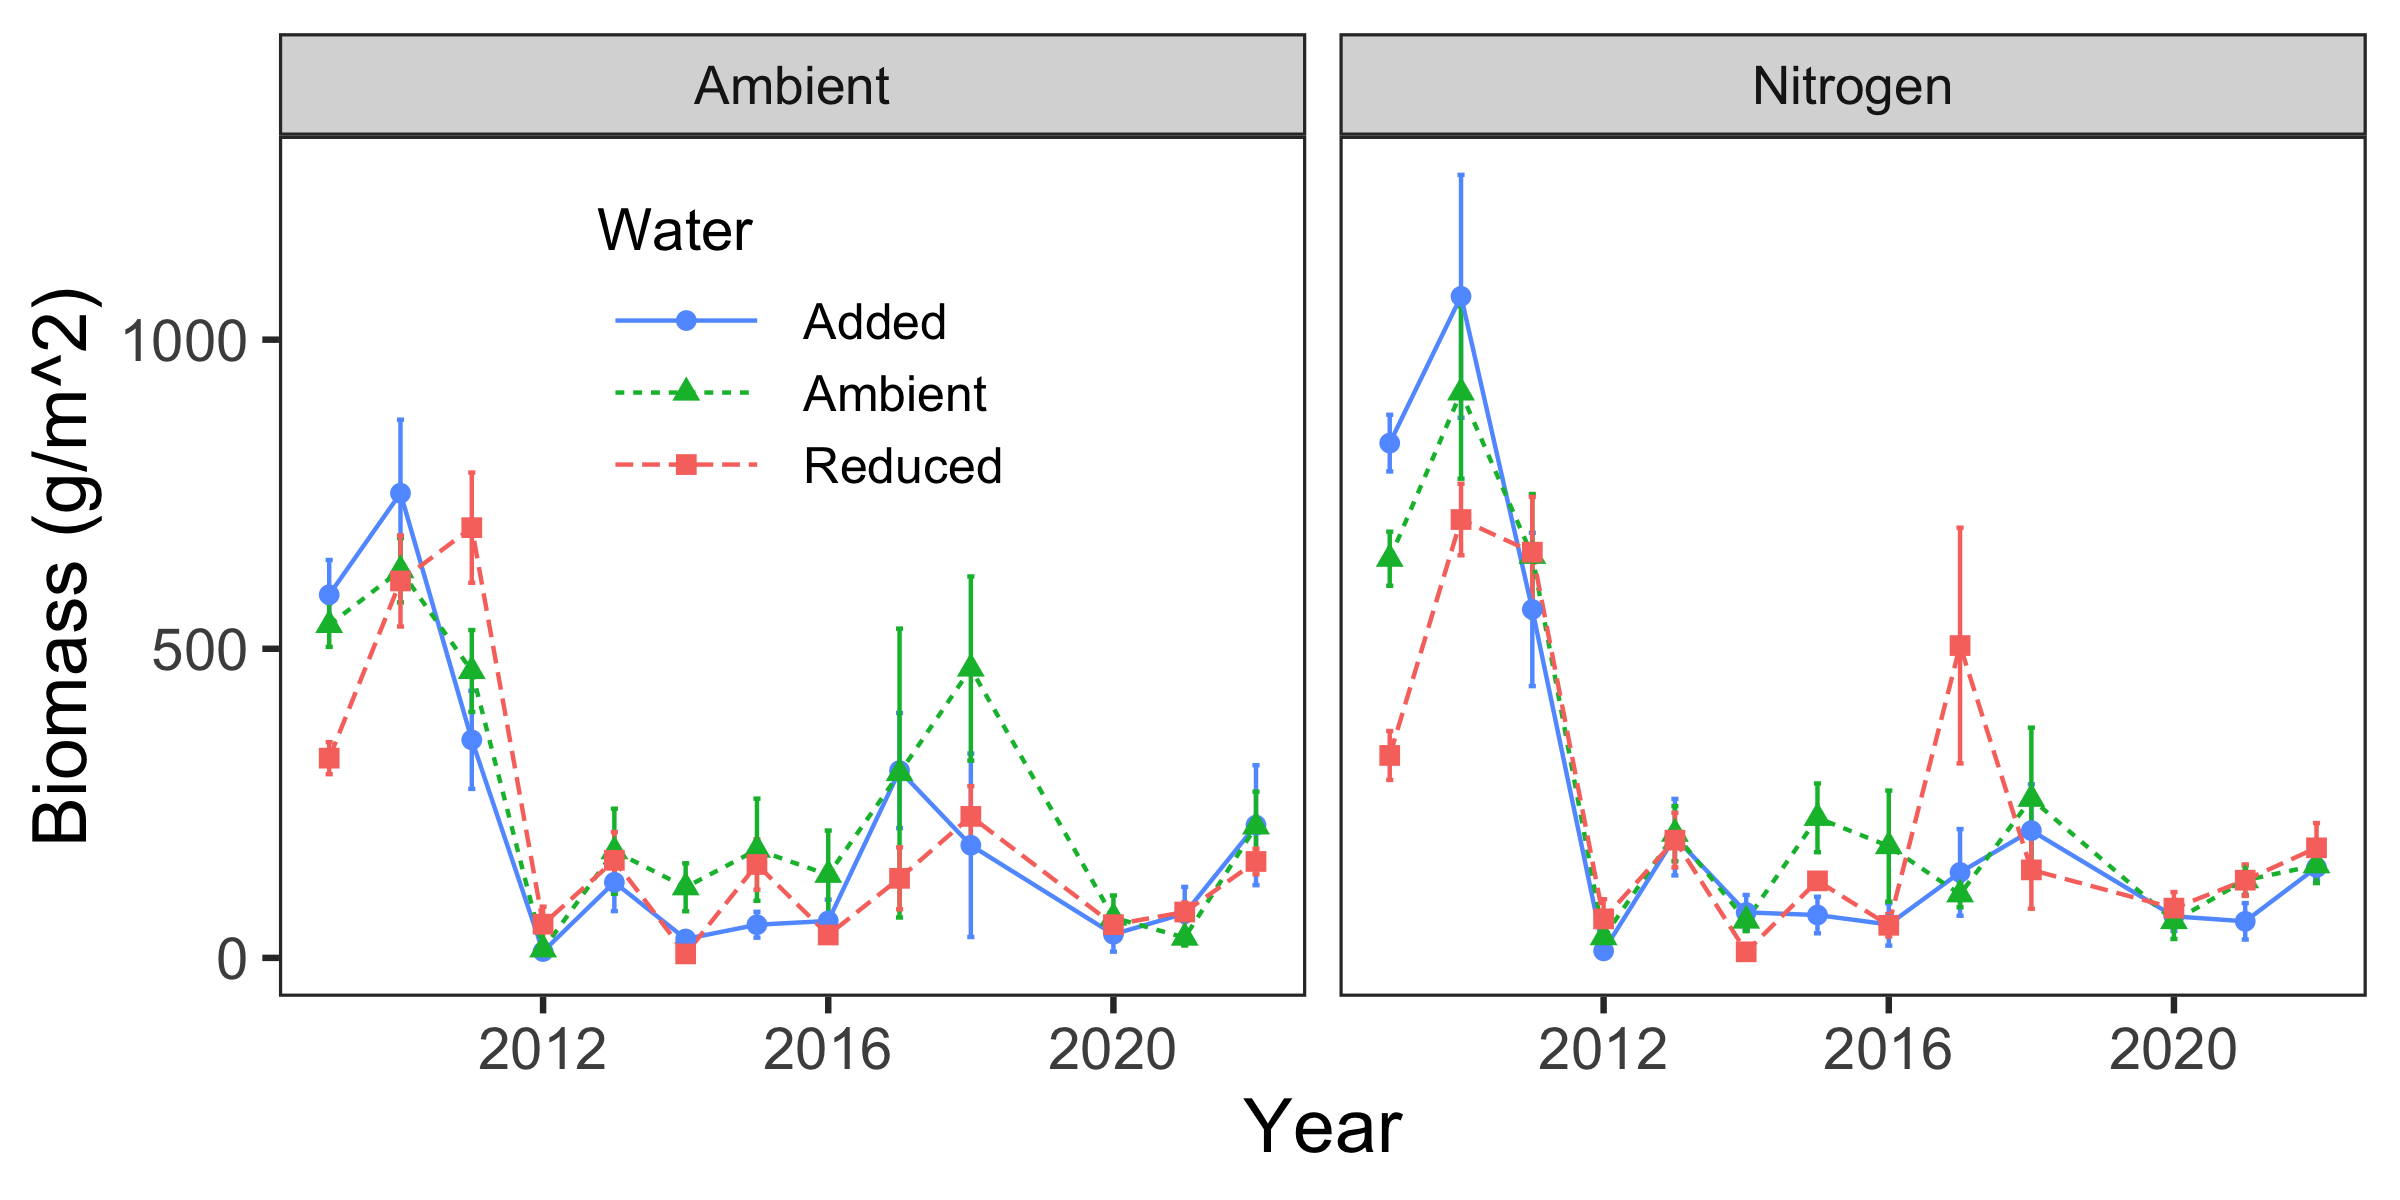 Ambient
Nitrogen
Water
Added
Ambient
Reduced
Biomass (g/m^2)
1000
500
0
2012
2016
2020
2012
2016
2020
Year